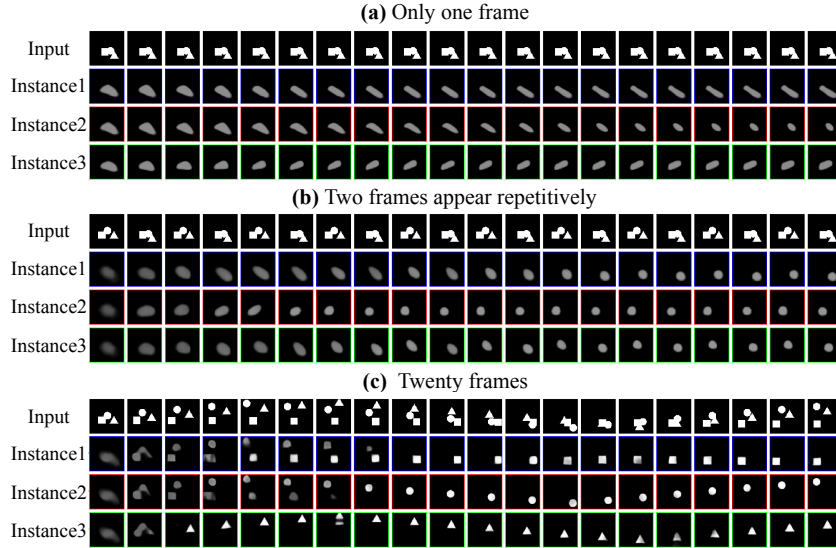 (a) Only one frame
Input
Instance1
Instance2
Instance3
(b) Two frames appear repetitively
Input
Instance1
Instance2
Instance3
(c) Twenty frames
Input
Instance1
Instance2
Instance3